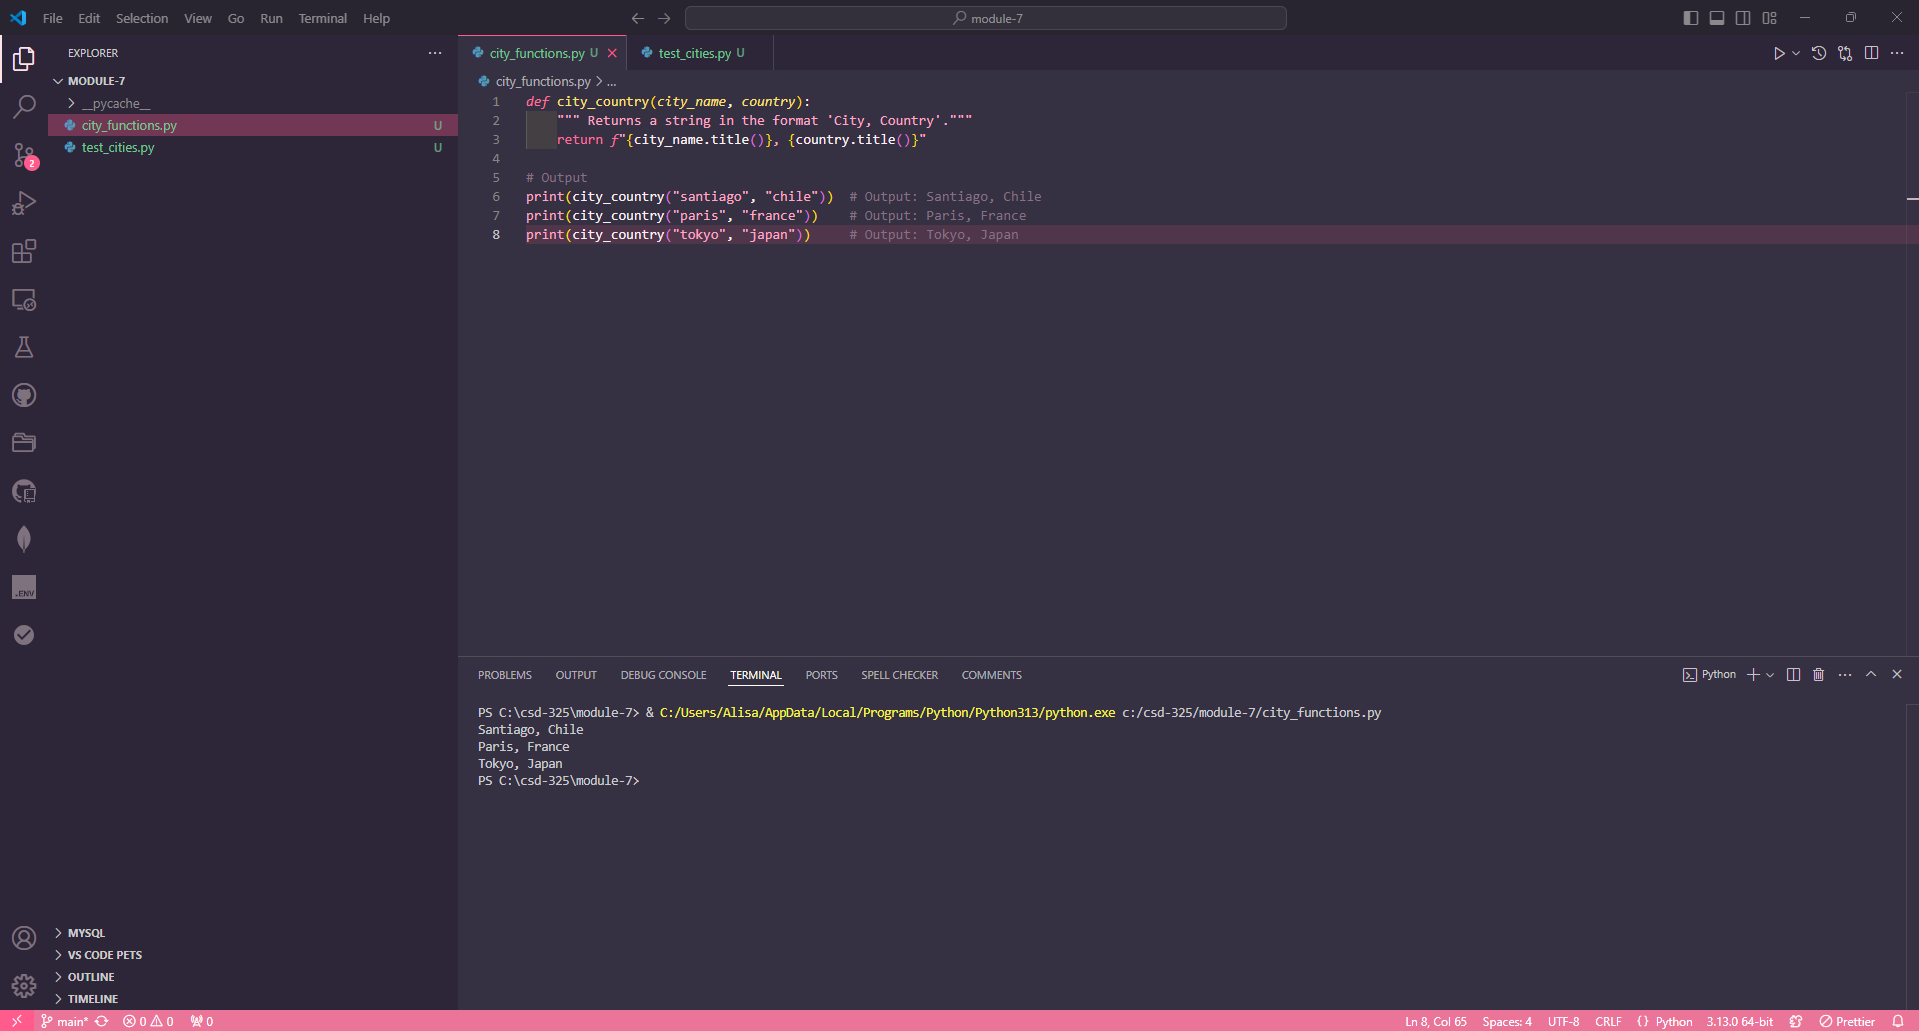 File Edit Selection View Go Run Terminal Help
module-7
EXPLORER
MODULE-7
__pycache__
city_functions.py U
test_cities.py U
2
.ENV
MYSQL
VS CODE PETS
OUTLINE
TIMELINE
city_functions.py U
test_cities.py U
city_functions.py > ...
1 def city_country(city_name, country):
2 """ Returns a string in the format 'City, Country'."""
3 return f"{city_name.title()}, {country.title()}"
4
5 # Output
6 print(city_country("santiago", "chile")) # Output: Santiago, Chile
7 print(city_country("paris", "france")) # Output: Paris, France
8 print(city_country("tokyo", "japan")) # Output: Tokyo, Japan
PROBLEMS OUTPUT DEBUG CONSOLE TERMINAL PORTS SPELL CHECKER COMMENTS
Python
PS C:\csd-325\module-7> & C:/Users/Alisa/AppData/Local/Programs/Python/Python313/python.exe c:/csd-325/module-7/city_functions.py
Santiago, Chile
Paris, France
Tokyo, Japan
PS C:\csd-325\module-7>
main* 0 0 0
Ln 8, Col 65 Spaces: 4 UTF-8 CRLF {} Python 3.13.0 64-bit Prettier